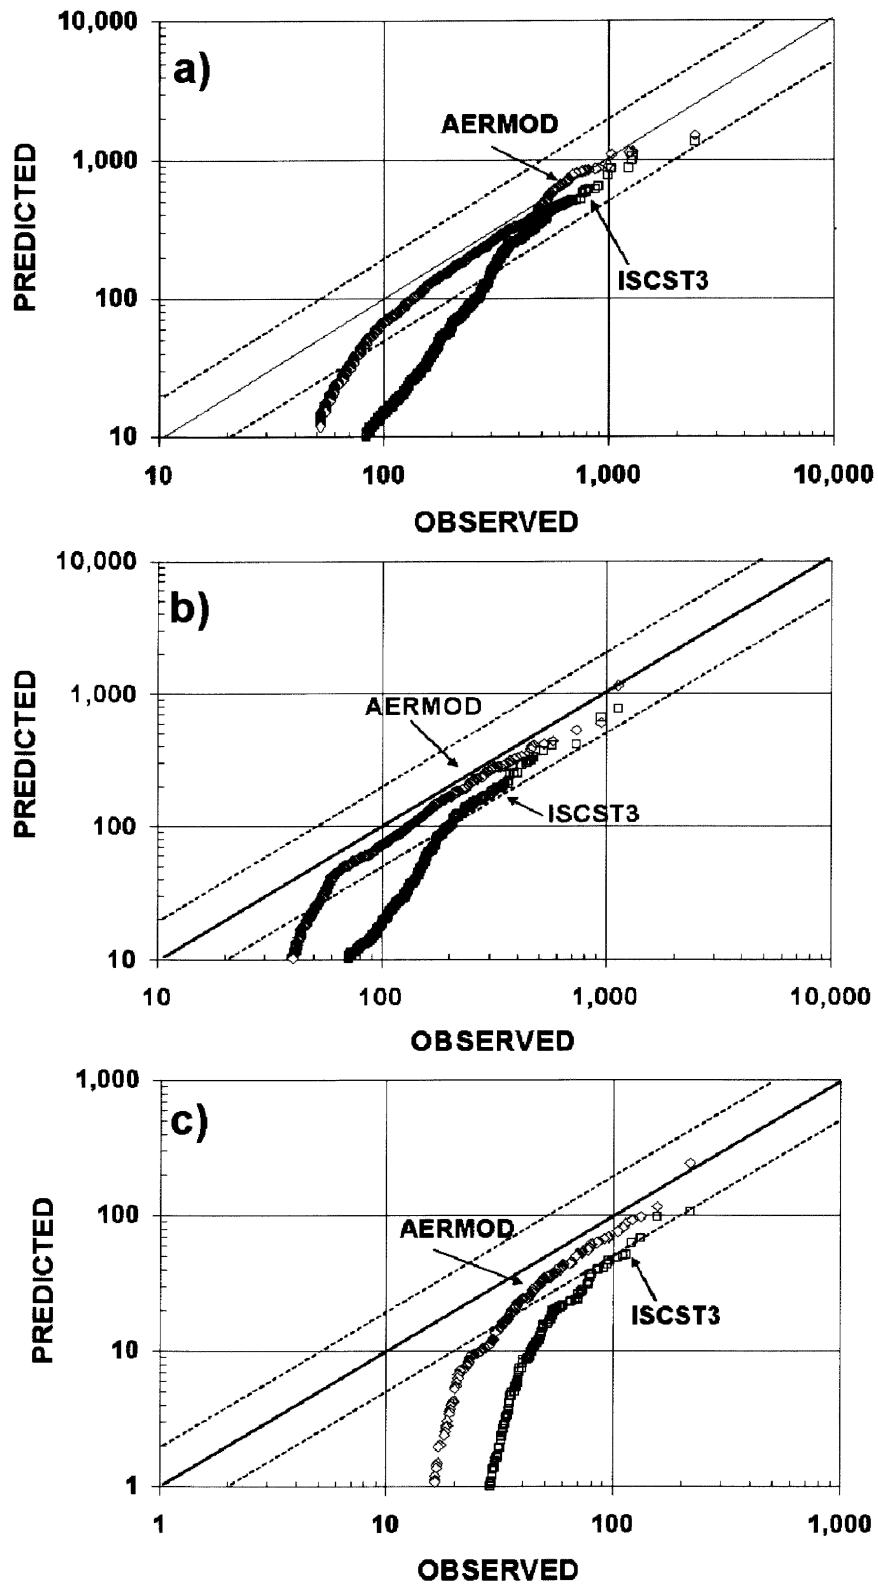 10,000
a)
AERMOD
1,000
PREDICTED
ISCST3
100
10
10 100 1,000 10,000
OBSERVED
10,000
b)
1,000
AERMOD
PREDICTED
ISCST3
100
10
10 100 1,000 10,000
OBSERVED
1,000
c)
100
AERMOD
PREDICTED
ISCST3
10
1
1 10 100 1,000
OBSERVED